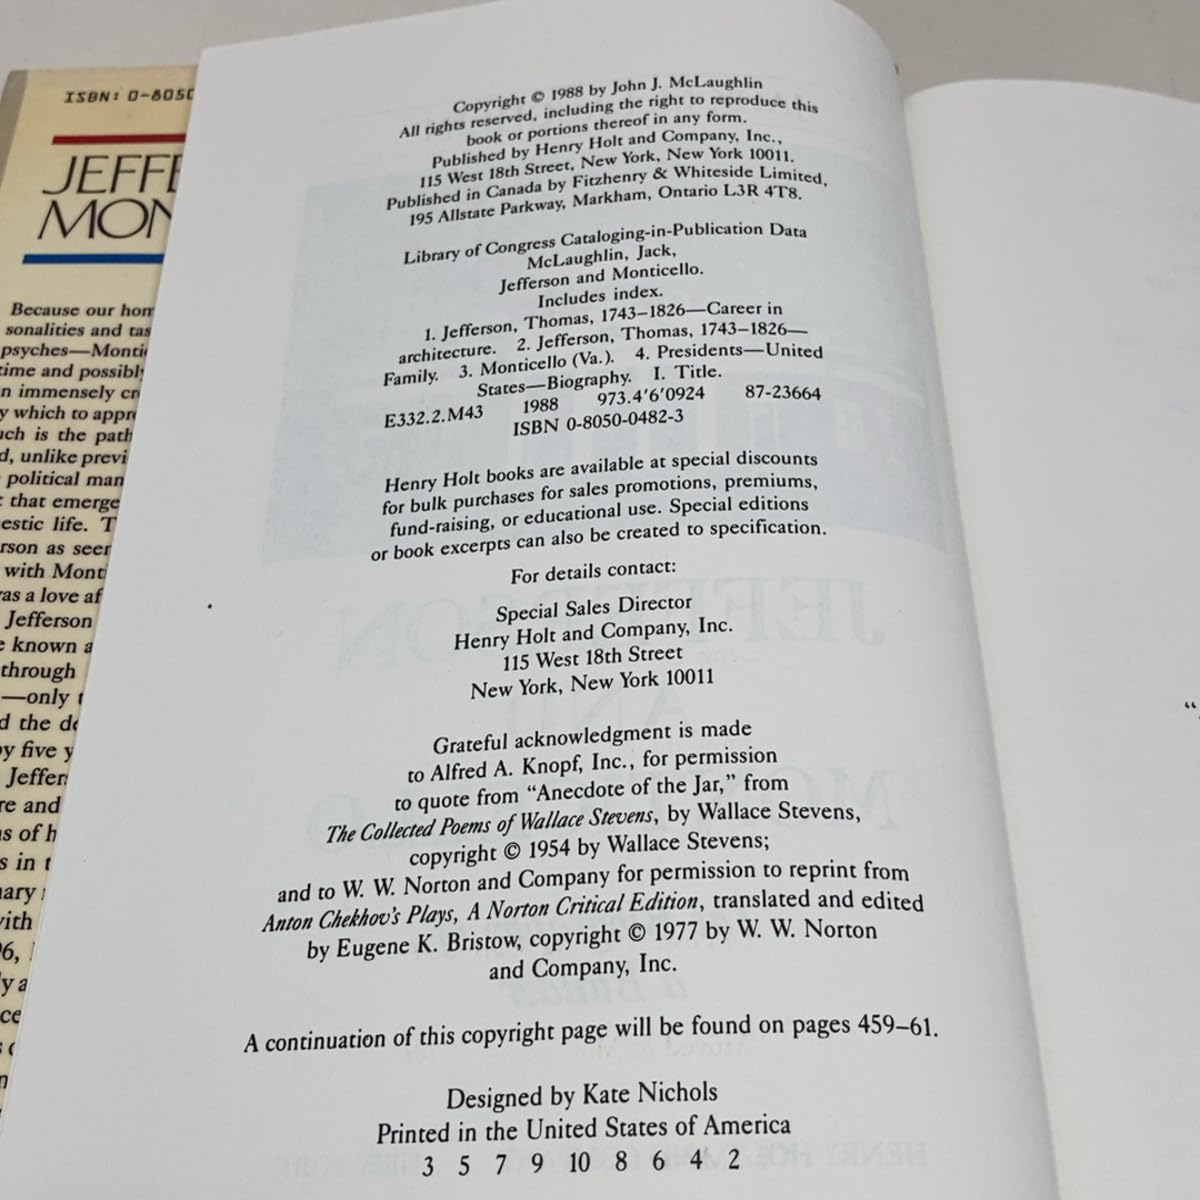 ISBN: 0-8050
JEFFE
MON
Because our hom
sonalities and tas
psyches—Monti
time and possibl
n immensely cr
y which to appr
uch is the path
d, unlike previ
political man
that emerge
estic life. T
rson as seen
with Mont
as a love af
Jefferson
known a
through
—only t
d the de
by five y
Jeffer
re and
s of h
s in t
nary
with
6,
y a
ce
Copyright © 1988 by John J. McLaughlin
All rights reserved, including the right to reproduce this
book or portions thereof in any form.
Published by Henry Holt and Company, Inc.,
115 West 18th Street, New York, New York 10011.
Published in Canada by Fitzhenry & Whiteside Limited,
195 Allstate Parkway, Markham, Ontario L3R 4T8.
Library of Congress Cataloging-in-Publication Data
McLaughlin, Jack,
Jefferson and Monticello.
Includes index.
1. Jefferson, Thomas, 1743–1826—Career in
architecture. 2. Jefferson, Thomas, 1743–1826—
Family. 3. Monticello (Va.). 4. Presidents—United
States—Biography. I. Title.
E332.2.M43 1988 973.4'6'0924 87-23664
ISBN 0-8050-0482-3
Henry Holt books are available at special discounts
for bulk purchases for sales promotions, premiums,
fund-raising, or educational use. Special editions
or book excerpts can also be created to specification.
For details contact:
Special Sales Director
Henry Holt and Company, Inc.
115 West 18th Street
New York, New York 10011
Grateful acknowledgment is made
to Alfred A. Knopf, Inc., for permission
to quote from “Anecdote of the Jar,” from
The Collected Poems of Wallace Stevens, by Wallace Stevens,
copyright © 1954 by Wallace Stevens;
and to W. W. Norton and Company for permission to reprint from
Anton Chekhov's Plays, A Norton Critical Edition, translated and edited
by Eugene K. Bristow, copyright © 1977 by W. W. Norton
and Company, Inc.
A continuation of this copyright page will be found on pages 459–61.
Designed by Kate Nichols
Printed in the United States of America
3 5 7 9 10 8 6 4 2